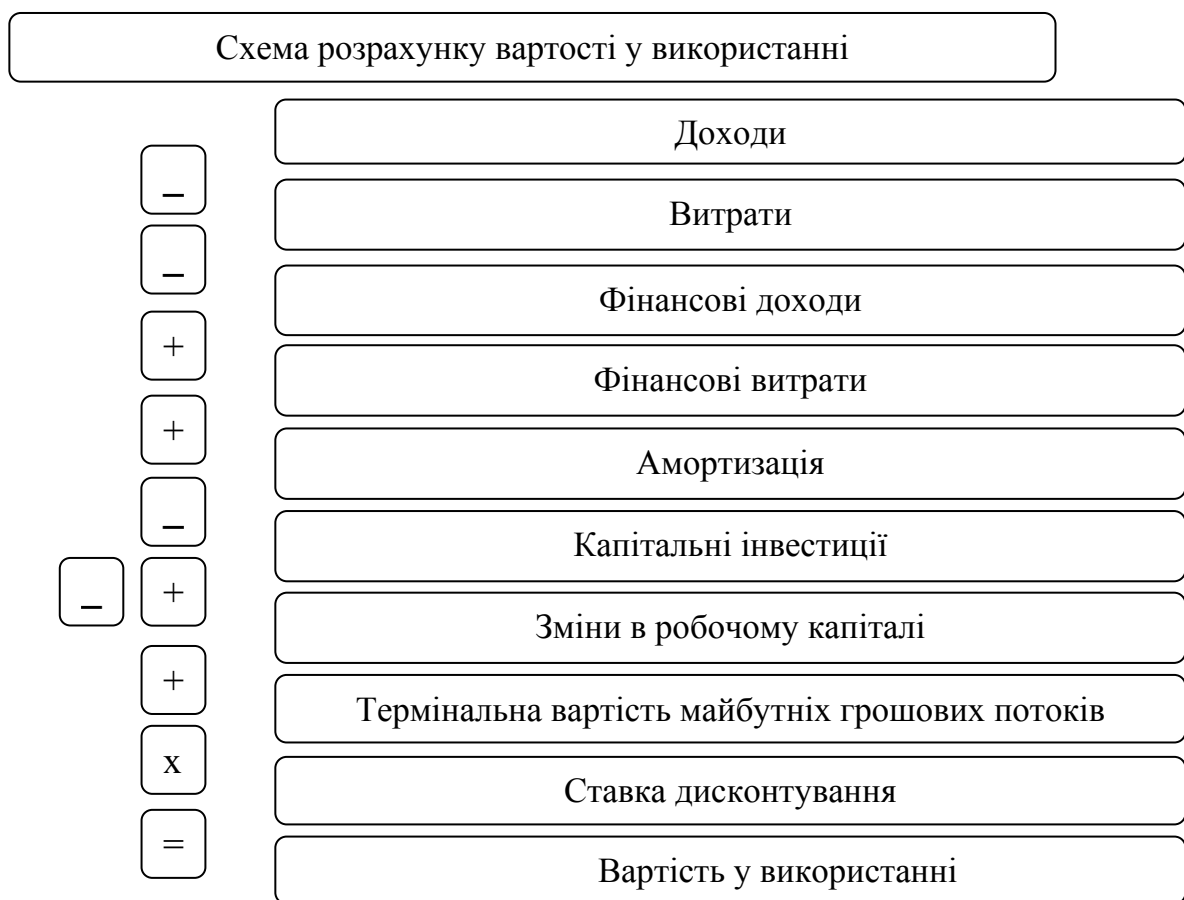 Схема розрахунку вартості у використанні
Доходи
_
Витрати
_
Фінансові доходи
+
Фінансові витрати
+
Амортизація
_
Капітальні інвестиції
_ +
Зміни в робочому капіталі
+
Термінальна вартість майбутніх грошових потоків
х
Ставка дисконтування
=
Вартість у використанні